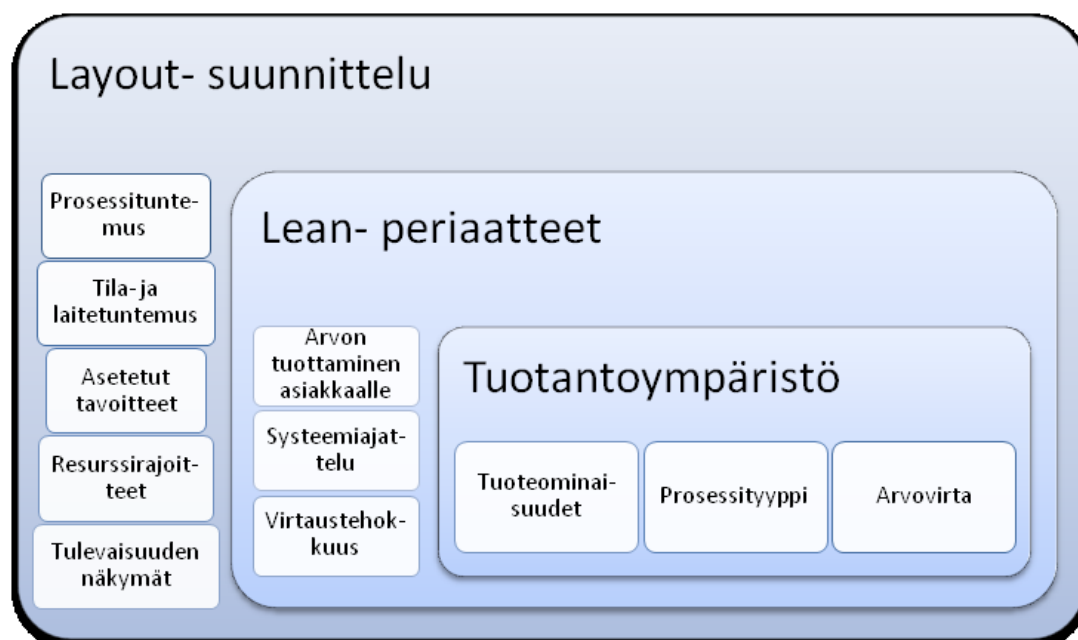 Layout- suunnittelu
Prosessitunte-
mus
Tila- ja
laitetuntemus
Asetetut
tavoitteet
Resurssirajoit-
teet
Tulevaisuuden
näkymät
Lean- periaatteet
Arvon
tuottaminen
asiakkaalle
Systeemiajat-
telu
Virtaustehok-
kuus
Tuotantoympäristö
Tuoteominai-
suudet
Prosessityyppi
Arvovirta